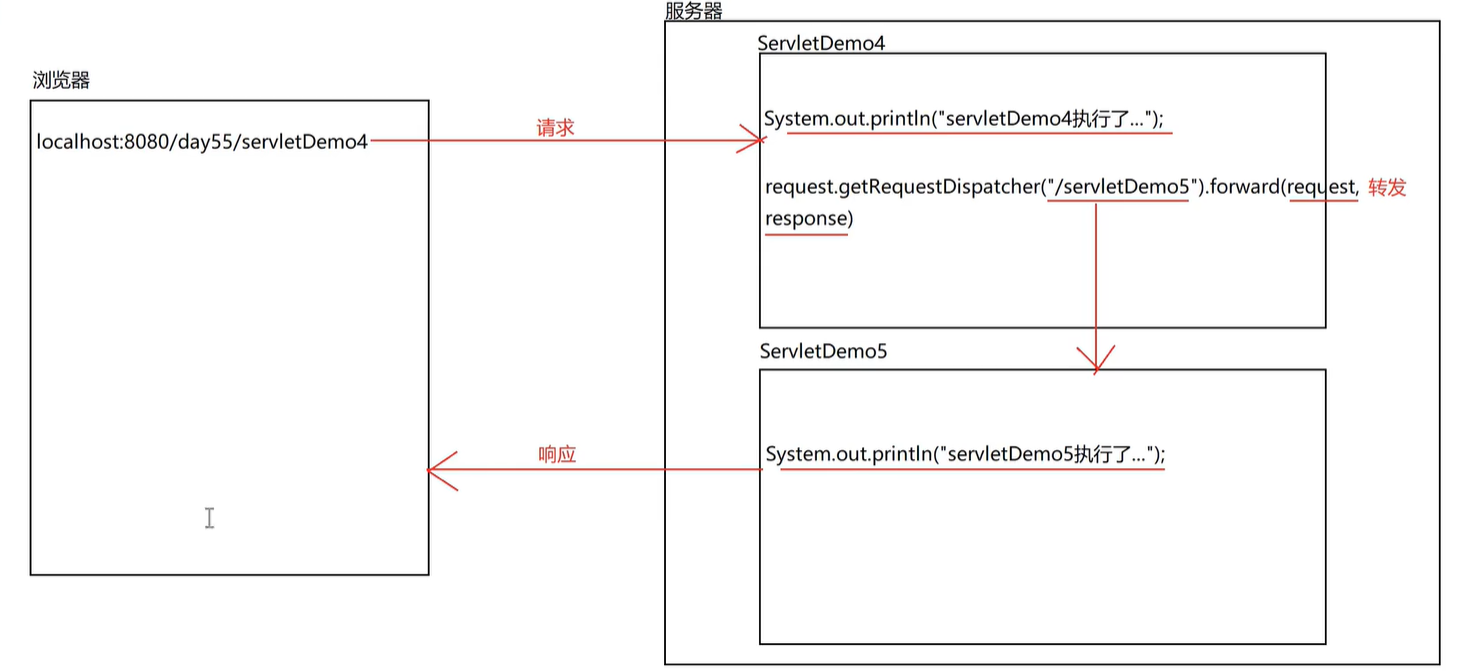 服务器
ServletDemo4
浏览器
localhost:8080/day55/servletDemo4
请求
System.out.println("servletDemo4执行了...");
request.getRequestDispatcher("/servletDemo5").forward(request, 转发
response)
ServletDemo5
响应
System.out.println("servletDemo5执行了...");